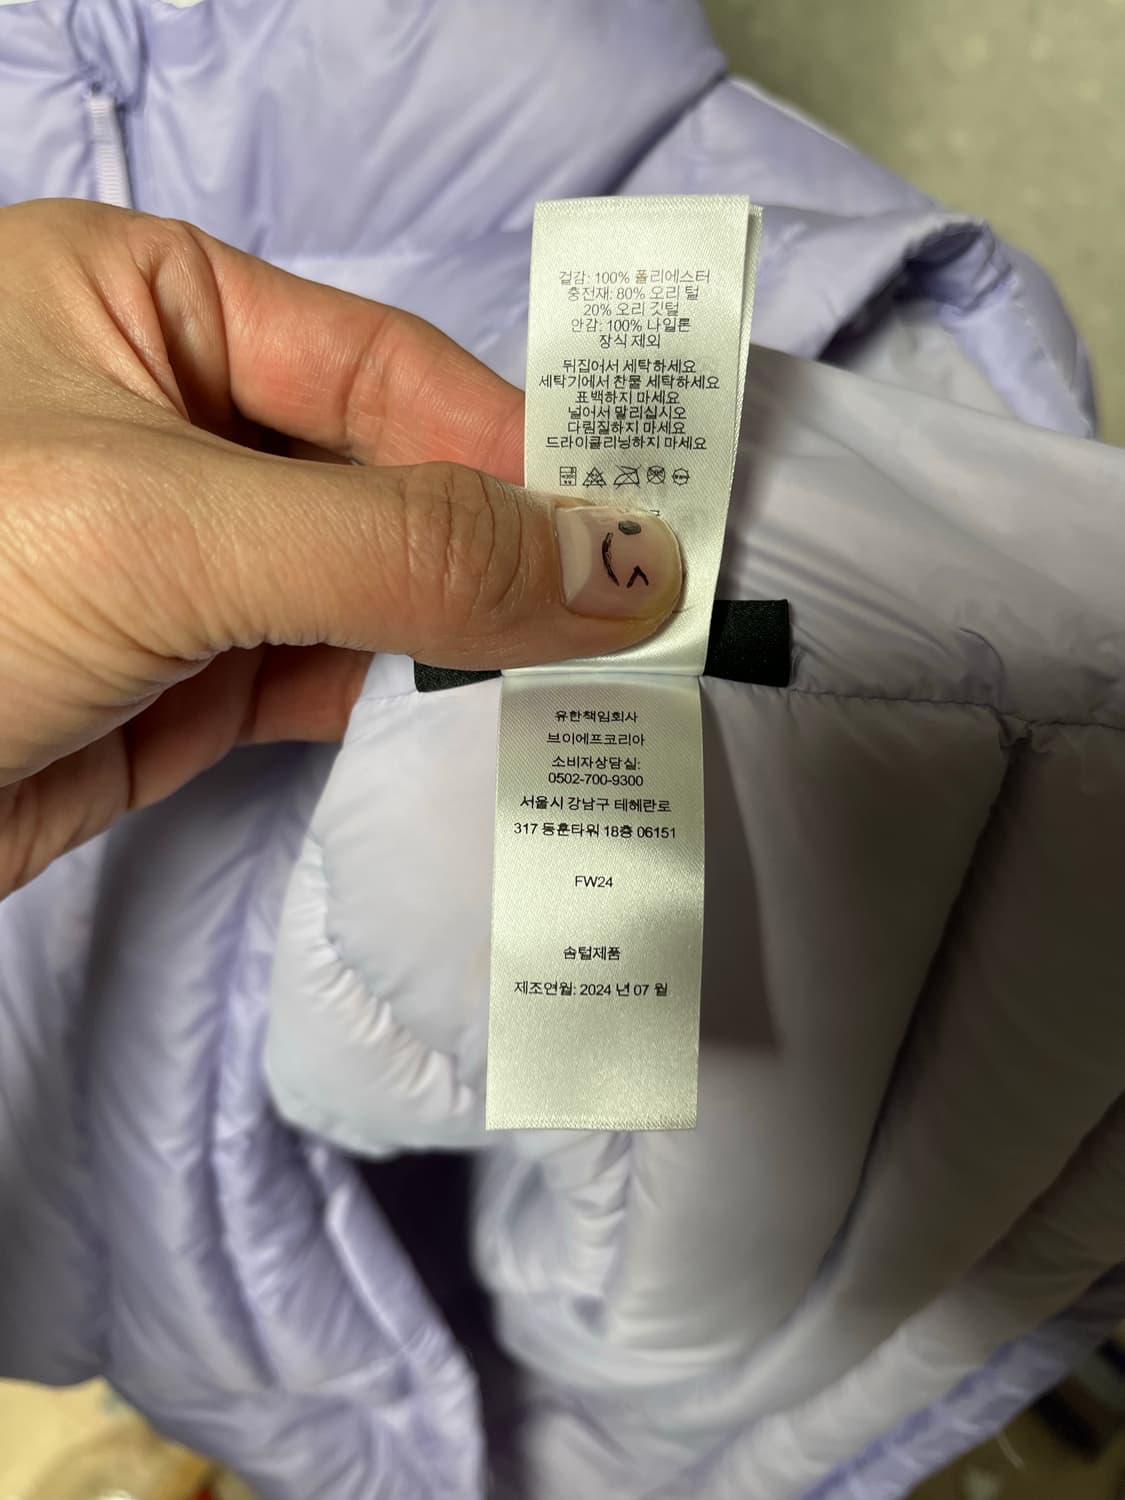 겉감: 100% 폴리에스터
충전재: 80% 오리 털
20% 오리 깃털
안감: 100% 나일론
장식 제외
뒤집어서 세탁하세요
세탁기에서 찬물 세탁하세요
표백하지 마세요
널어서 말리십시오
다림질하지 마세요
드라이클리닝하지 마세요
유한책임회사
브이에프코리아
소비자상담실:
0502-700-9300
서울시 강남구 테헤란로
317 동훈타워 18층 06151
FW24
솜털제품
제조연월: 2024 년 07 월